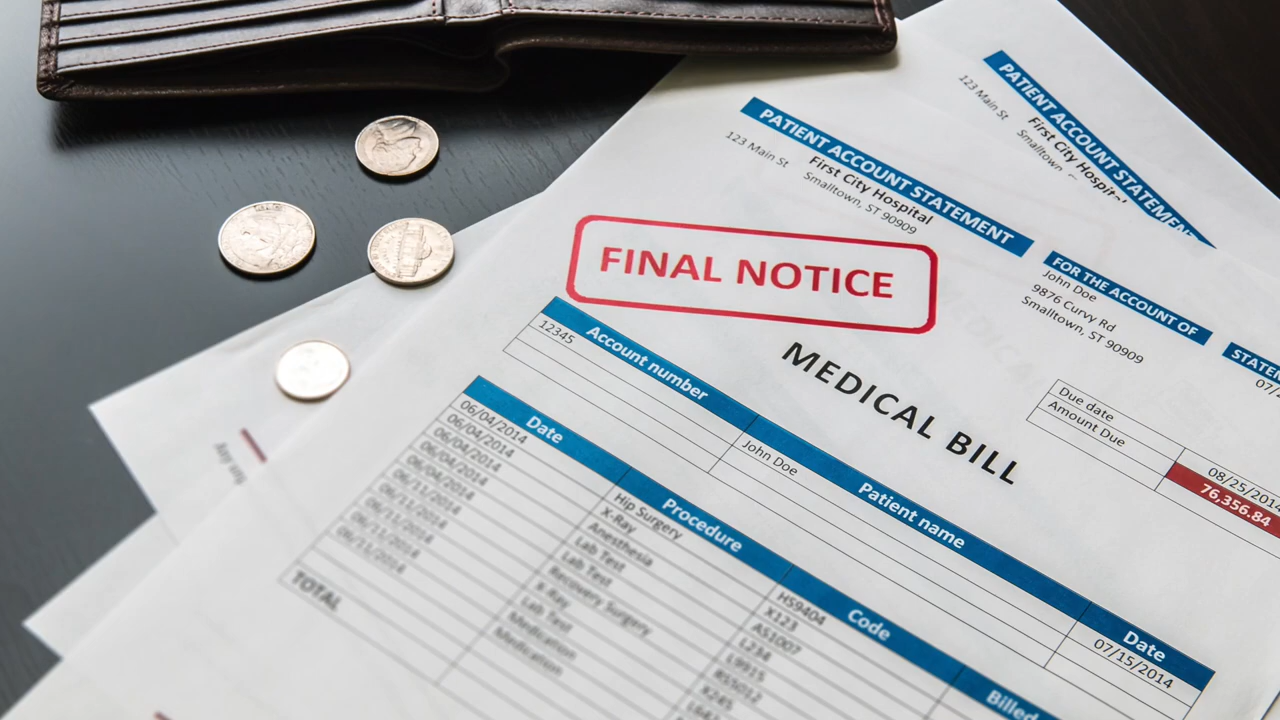 PATIENT ACCOUNT STATEMENT
123 Main St
First City Hospital
Smalltown,
PATIENT ACCOUNT STATEMENT
123 Main St
First City Hospital
Smalltown, ST 90909
FOR THE ACCOUNT OF
John Doe
9876 Curvy Rd
Smalltown, ST 90909
FINAL NOTICE
MEDICAL BILL
Due date 08/25/2014
Amount Due 76,356.84
Account number Patient name Date
12345 John Doe 07/15/2014
Date Procedure Code Billed
06/04/2014 Hip Surgery HS9404
06/04/2014 X-Ray X123
06/04/2014 Anesthesia AS1007
06/04/2014 Lab Test L234
06/11/2014 Lab Test L9915
06/11/2014 Recovery Surgery RS5012
06/11/2014 X-Ray X245
06/11/2014 Lab Test
Medication
Medication
TOTAL